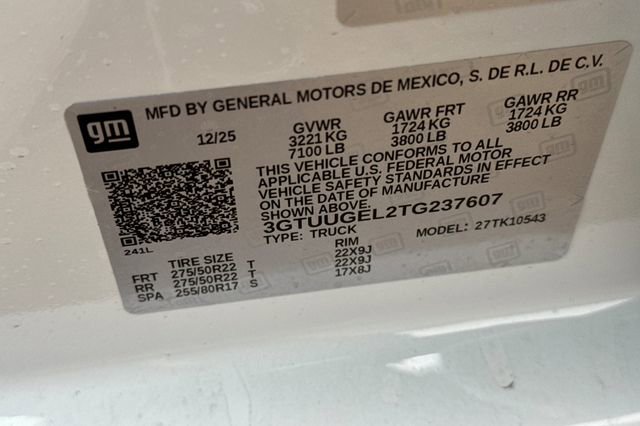 gm
MFD BY GENERAL MOTORS DE MEXICO, S. DE R.L. DE C.V.
12/25 GVWR GAWR FRT GAWR RR
3221 KG 1724 KG 1724 KG
7100 LB 3800 LB 3800 LB
THIS VEHICLE CONFORMS TO ALL
APPLICABLE U.S. FEDERAL MOTOR
VEHICLE SAFETY STANDARDS IN EFFECT
ON THE DATE OF MANUFACTURE
SHOWN ABOVE.
3GTUUGEL2TG237607
TYPE: TRUCK MODEL: 27TK10543
241L
TIRE SIZE RIM
FRT 275/50R22 T 22X9J
RR 275/50R22 T 22X9J
SPA 255/80R17 S 17X8J